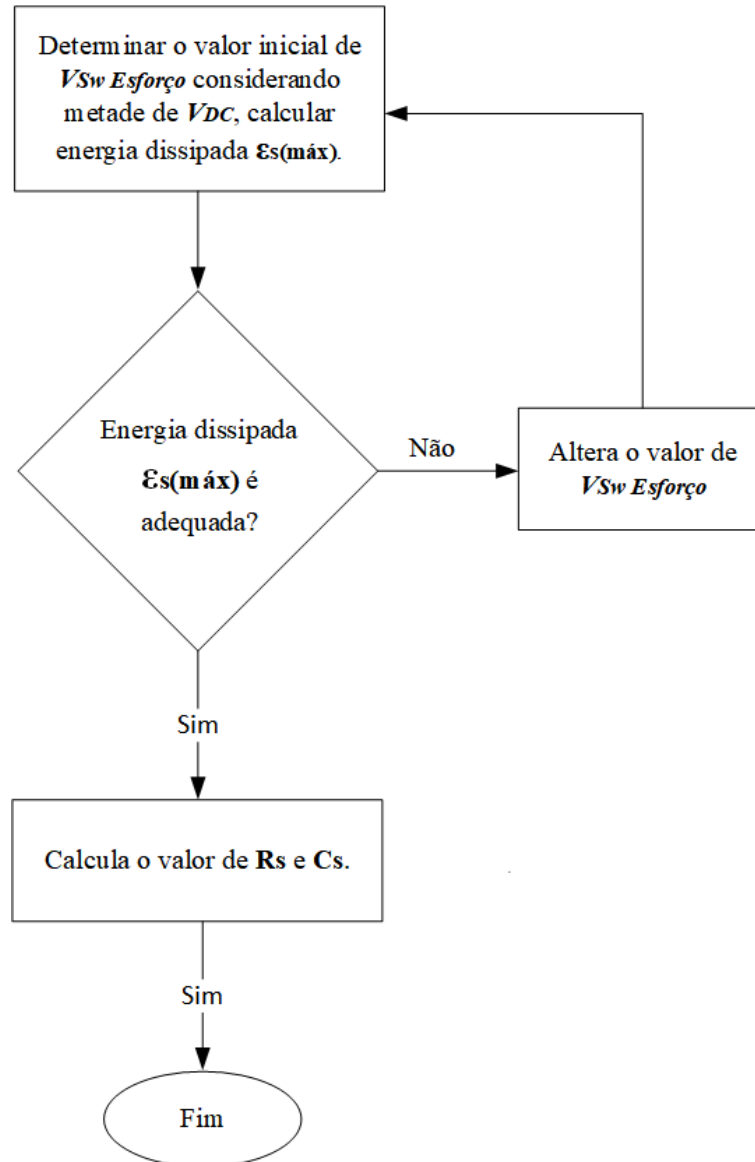 Determinar o valor inicial de
VSw Esforço considerando
metade de VDC, calcular
energia dissipada εs(máx).
Energia dissipada
εs(máx) é
adequada?
Não
Altera o valor de
VSw Esforço
Sim
Calcula o valor de Rs e Cs.
Sim
Fim